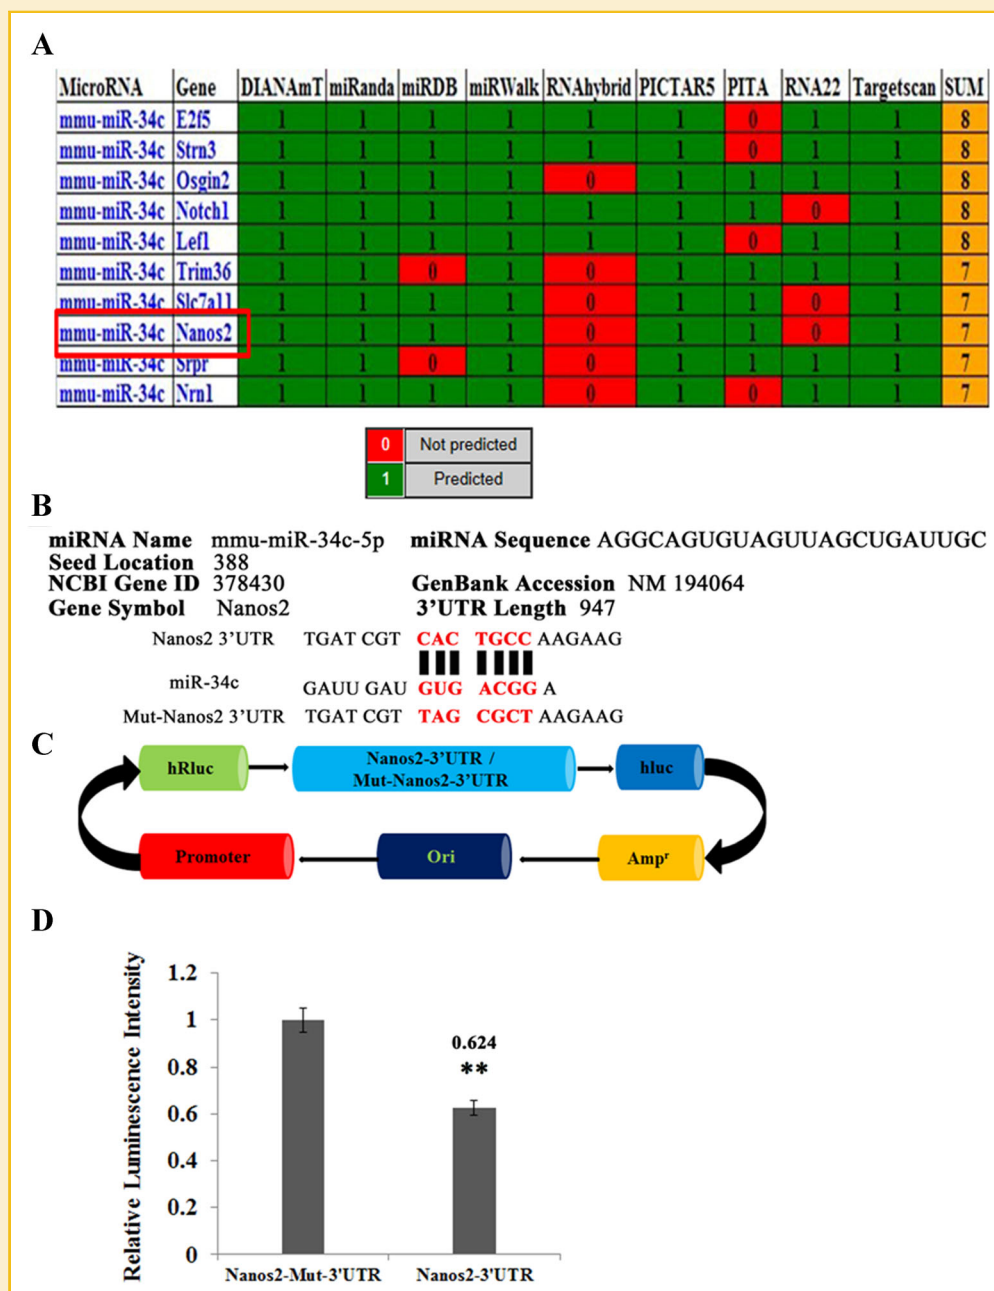 A
MicroRNA Gene DIANAmT miRanda miRDB miRWalk RNAhybrid PICTAR5 PITA RNA22 Targetscan SUM
mmu-miR-34c E2f5 1 1 1 1 1 1 0 1 1 8
mmu-miR-34c Strn3 1 1 1 1 1 1 0 1 1 8
mmu-miR-34c Osgin2 1 1 1 1 0 1 1 1 1 8
mmu-miR-34c Notch1 1 1 1 1 1 1 1 0 1 8
mmu-miR-34c Lef1 1 1 1 1 1 1 0 1 1 8
mmu-miR-34c Trim36 1 1 0 1 0 1 1 1 1 7
mmu-miR-34c Slc7a11 1 1 1 1 0 1 1 0 1 7
mmu-miR-34c Nanos2 1 1 1 1 0 1 1 0 1 7
mmu-miR-34c Srpr 1 1 0 1 0 1 1 1 1 7
mmu-miR-34c Nrn1 1 1 1 1 0 1 0 1 1 7
0 Not predicted
1 Predicted
B
miRNA Name mmu-miR-34c-5p miRNA Sequence AGGCAGUGUAGUUAGCUGAUUGC
Seed Location 388
NCBI Gene ID 378430 GenBank Accession NM 194064
Gene Symbol Nanos2 3'UTR Length 947
Nanos2 3'UTR TGAT CGT CAC TGCC AAGAAG
miR-34c GAUU GAU GUG ACGG A
Mut-Nanos2 3'UTR TGAT CGT TAG CGCT AAGAAG
C
hRluc Nanos2-3'UTR / Mut-Nanos2-3'UTR hluc
Promoter Ori Ampʳ
D
Relative Luminescence Intensity
1.2
1
0.8
0.6
0.4
0.2
0
0.624
**
Nanos2-Mut-3'UTR Nanos2-3'UTR